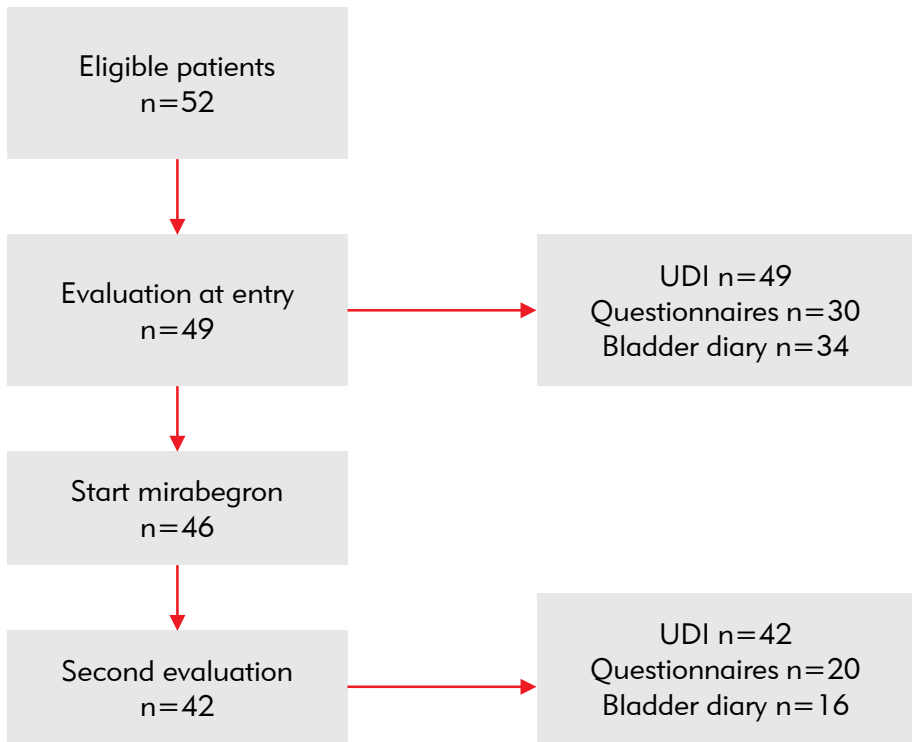 Eligible patients
n=52
Evaluation at entry
n=49
UDI n=49
Questionnaires n=30
Bladder diary n=34
Start mirabegron
n=46
Second evaluation
n=42
UDI n=42
Questionnaires n=20
Bladder diary n=16